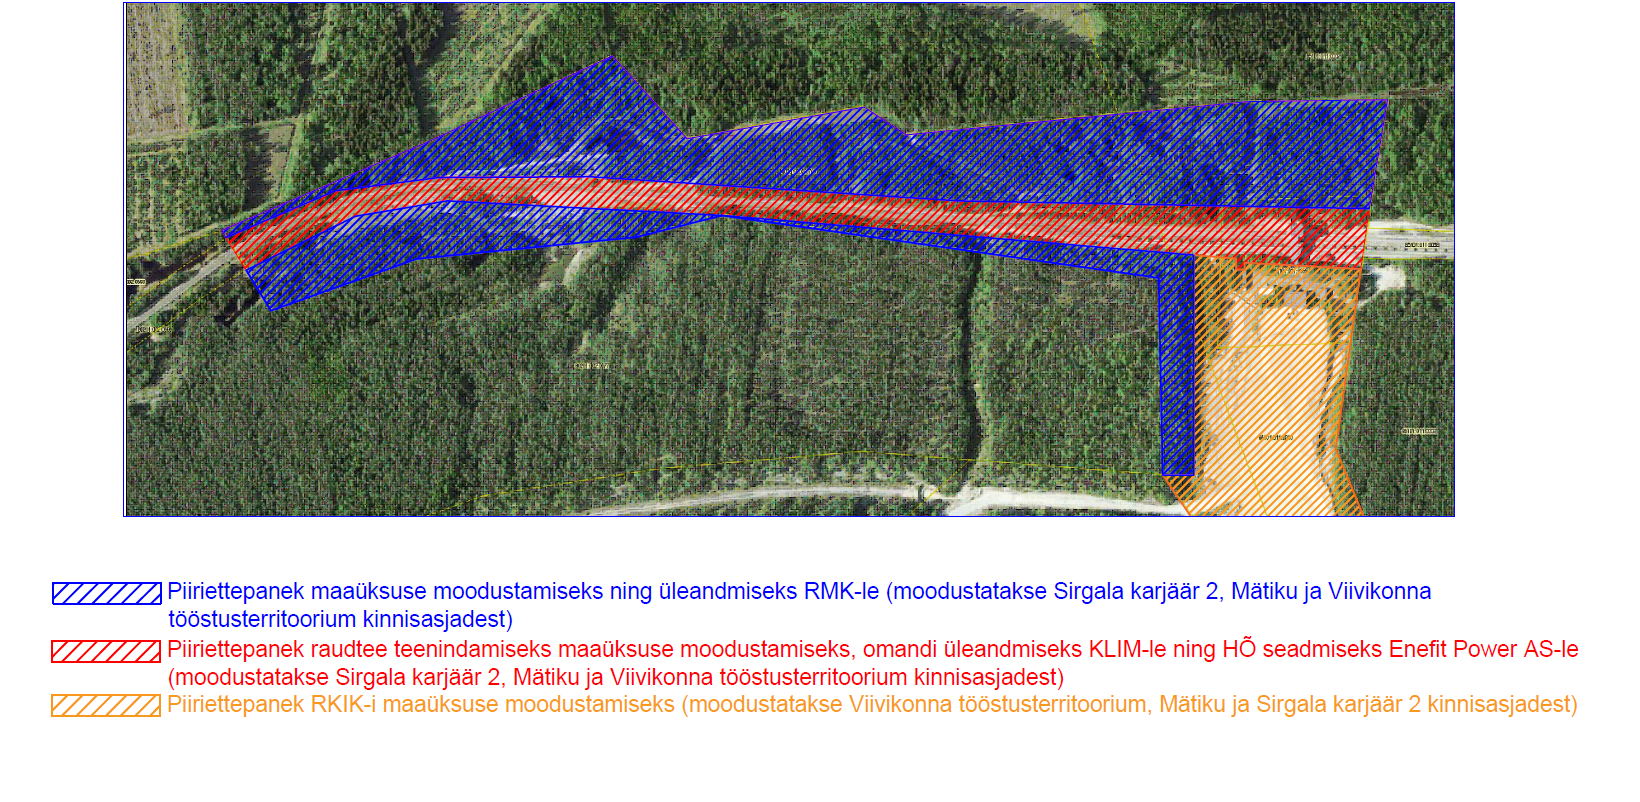 Piiriettepanek maaüksuse moodustamiseks ning üleandmiseks RMK-le (moodustatakse Sirgala karjäär 2, Mätiku ja Viivikonna
tööstusterritoorium kinnisasjadest)
Piiriettepanek raudtee teenindamiseks maaüksuse moodustamiseks, omandi üleandmiseks KLIM-le ning HÕ seadmiseks Enefit Power AS-le
(moodustatakse Sirgala karjäär 2, Mätiku ja Viivikonna tööstusterritoorium kinnisasjadest)
Piiriettepanek RKIK-i maaüksuse moodustamiseks (moodustatakse Viivikonna tööstusterritoorium, Mätiku ja Sirgala karjäär 2 kinnisasjadest)